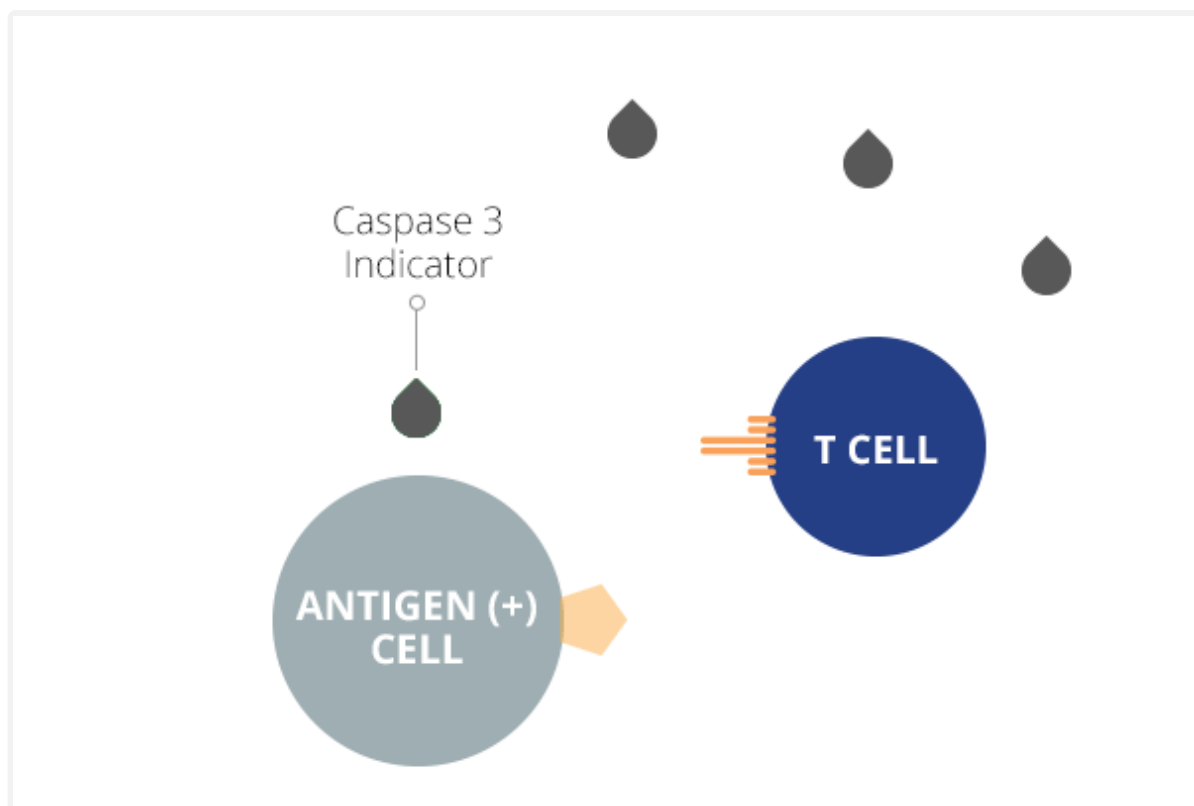 Caspase 3
Indicator
T CELL
ANTIGEN (+)
CELL